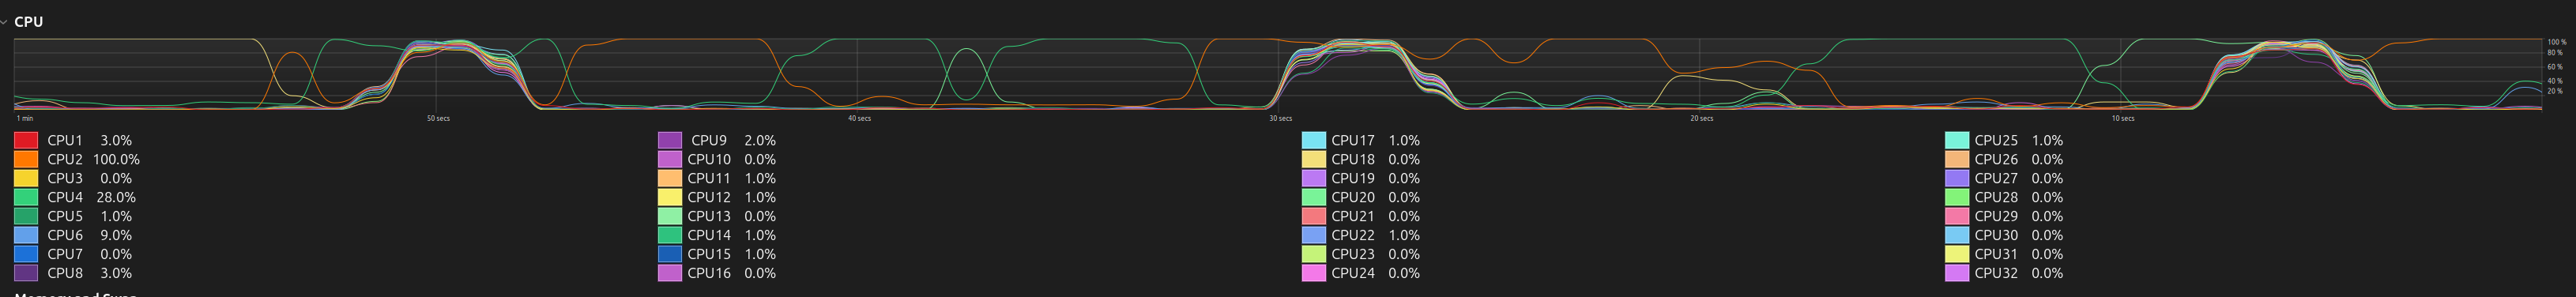 CPU
100 %
80 %
60 %
40 %
20 %
1 min
50 secs
40 secs
30 secs
20 secs
10 secs
CPU1 3.0%
CPU2 100.0%
CPU3 0.0%
CPU4 28.0%
CPU5 1.0%
CPU6 9.0%
CPU7 0.0%
CPU8 3.0%
CPU9 2.0%
CPU10 0.0%
CPU11 1.0%
CPU12 1.0%
CPU13 0.0%
CPU14 1.0%
CPU15 1.0%
CPU16 0.0%
CPU17 1.0%
CPU18 0.0%
CPU19 0.0%
CPU20 0.0%
CPU21 0.0%
CPU22 1.0%
CPU23 0.0%
CPU24 0.0%
CPU25 1.0%
CPU26 0.0%
CPU27 0.0%
CPU28 0.0%
CPU29 0.0%
CPU30 0.0%
CPU31 0.0%
CPU32 0.0%
Memory and Swap